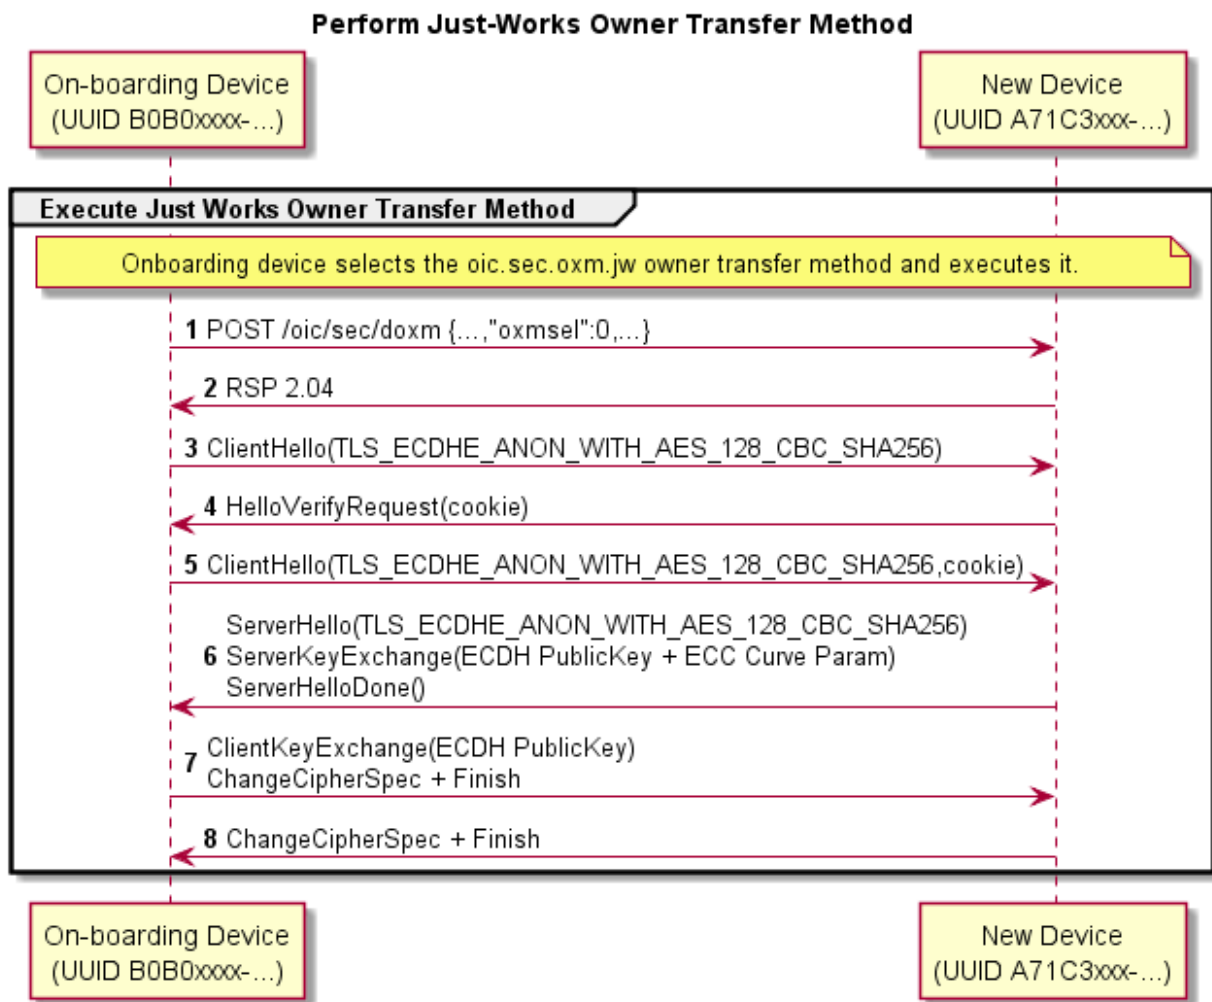 Perform Just-Works Owner Transfer Method
On-boarding Device
(UUID B0B0xxxx-...)
New Device
(UUID A71C3xxx-...)
Execute Just Works Owner Transfer Method
Onboarding device selects the oic.sec.oxm.jw owner transfer method and executes it.
1 POST /oic/sec/doxm {...,"oxmsel":0,...}
2 RSP 2.04
3 ClientHello(TLS_ECDHE_ANON_WITH_AES_128_CBC_SHA256)
4 HelloVerifyRequest(cookie)
5 ClientHello(TLS_ECDHE_ANON_WITH_AES_128_CBC_SHA256,cookie)
ServerHello(TLS_ECDHE_ANON_WITH_AES_128_CBC_SHA256)
6 ServerKeyExchange(ECDH PublicKey + ECC Curve Param)
ServerHelloDone()
7 ClientKeyExchange(ECDH PublicKey)
ChangeCipherSpec + Finish
8 ChangeCipherSpec + Finish
On-boarding Device
(UUID B0B0xxxx-...)
New Device
(UUID A71C3xxx-...)